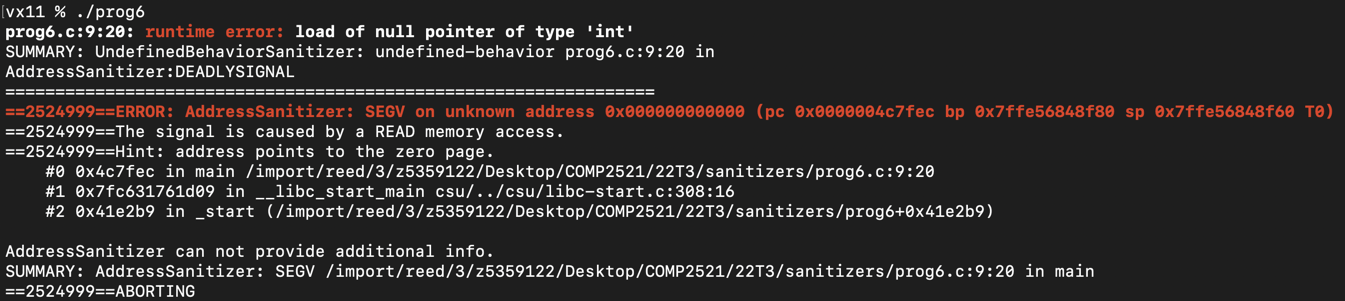 vx11 % ./prog6
prog6.c:9:20: runtime error: load of null pointer of type 'int'
SUMMARY: UndefinedBehaviorSanitizer: undefined-behavior prog6.c:9:20 in
AddressSanitizer:DEADLYSIGNAL
=================================================================
==2524999==ERROR: AddressSanitizer: SEGV on unknown address 0x000000000000 (pc 0x0000004c7fec bp 0x7ffe56848f80 sp 0x7ffe56848f60 T0)
==2524999==The signal is caused by a READ memory access.
==2524999==Hint: address points to the zero page.
    #0 0x4c7fec in main /import/reed/3/z5359122/Desktop/COMP2521/22T3/sanitizers/prog6.c:9:20
    #1 0x7fc631761d09 in __libc_start_main csu/../csu/libc-start.c:308:16
    #2 0x41e2b9 in _start (/import/reed/3/z5359122/Desktop/COMP2521/22T3/sanitizers/prog6+0x41e2b9)

AddressSanitizer can not provide additional info.
SUMMARY: AddressSanitizer: SEGV /import/reed/3/z5359122/Desktop/COMP2521/22T3/sanitizers/prog6.c:9:20 in main
==2524999==ABORTING